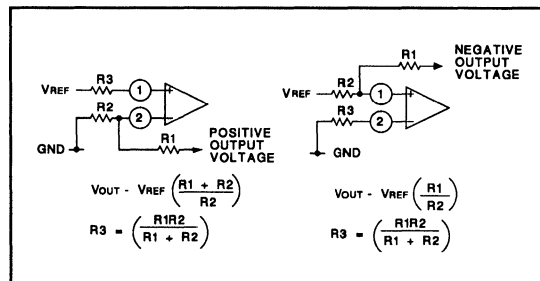 R3
VREF
1
+
R2
2
−
R1
GND
POSITIVE
OUTPUT
VOLTAGE
VOUT - VREF (R1 + R2 / R2)
R3 = (R1R2 / R1 + R2)
R1
NEGATIVE
OUTPUT
VOLTAGE
R2
VREF
1
+
R3
2
−
GND
VOUT - VREF (R1 / R2)
R3 = (R1R2 / R1 + R2)